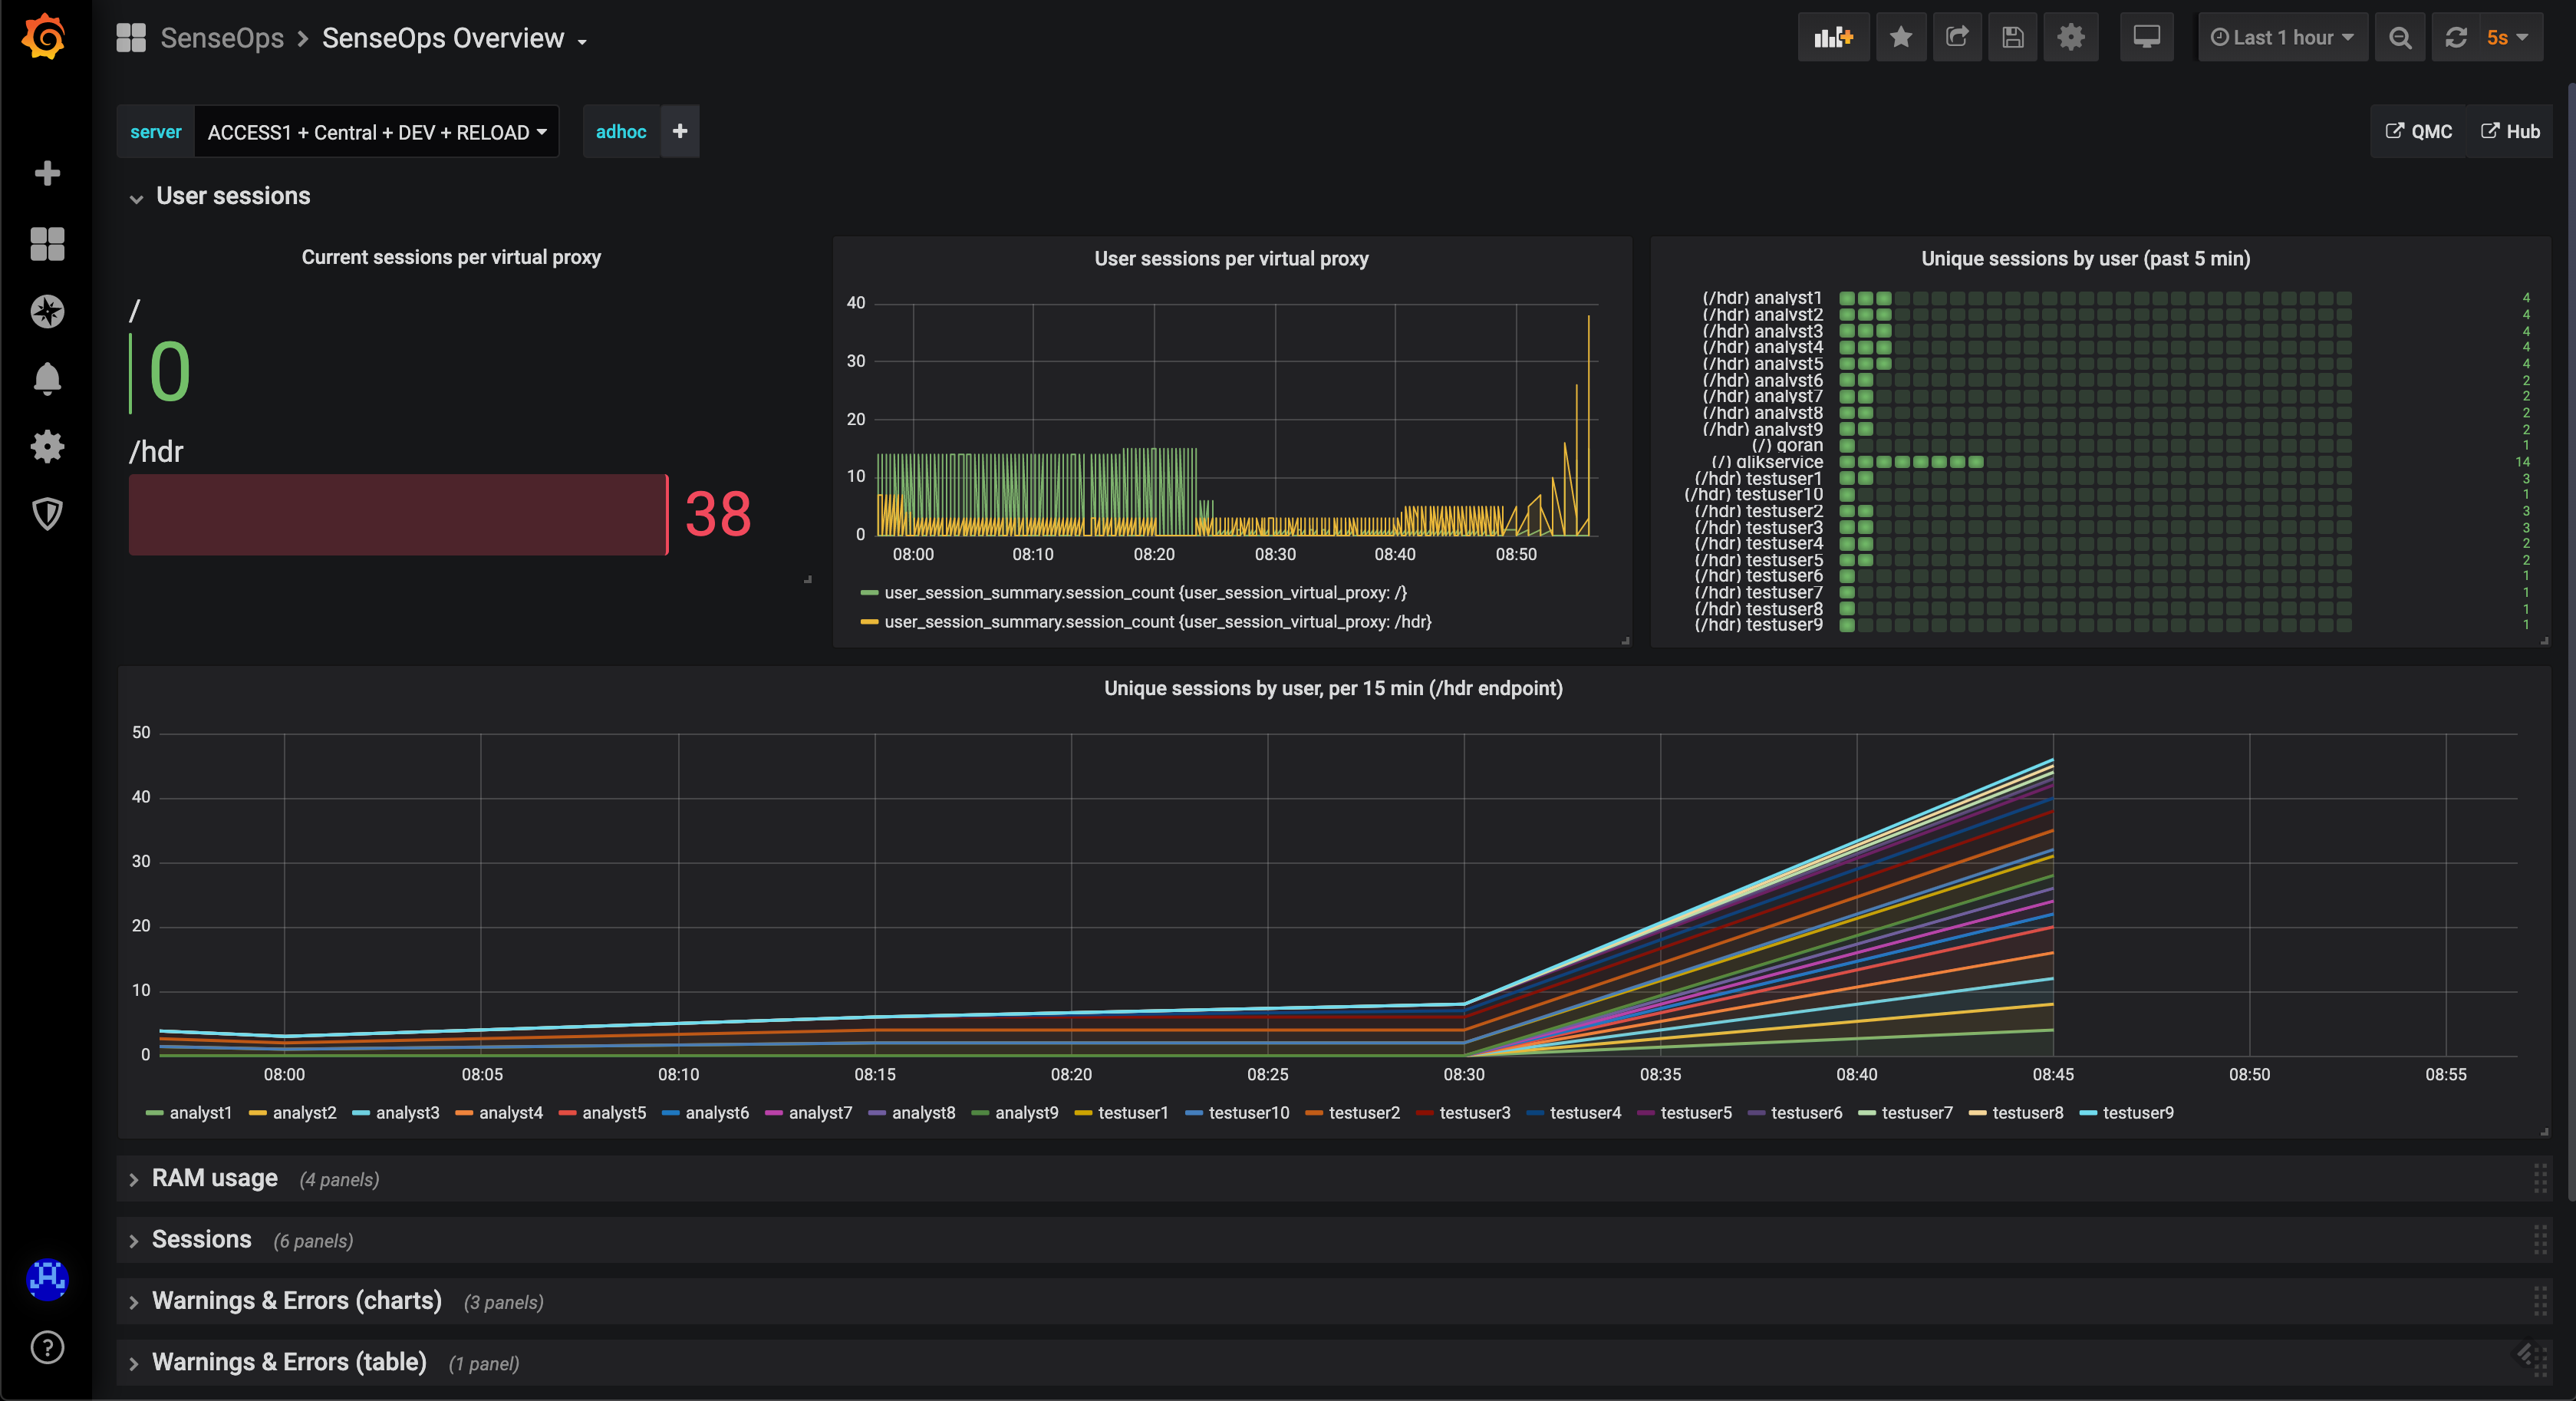 SenseOps > SenseOps Overview
Last 1 hour
5s
server ACCESS1 + Central + DEV + RELOAD
adhoc +
QMC
Hub
User sessions
Current sessions per virtual proxy
/
0
/hdr
38
User sessions per virtual proxy
40
30
20
10
0
08:00 08:10 08:20 08:30 08:40 08:50
user_session_summary.session_count {user_session_virtual_proxy: /}
user_session_summary.session_count {user_session_virtual_proxy: /hdr}
Unique sessions by user (past 5 min)
(/hdr) analyst1 4
(/hdr) analyst2 4
(/hdr) analyst3 4
(/hdr) analyst4 4
(/hdr) analyst5 4
(/hdr) analyst6 2
(/hdr) analyst7 2
(/hdr) analyst8 2
(/hdr) analyst9 2
(/) goran 1
(/) qlikservice 14
(/hdr) testuser1 3
(/hdr) testuser10 1
(/hdr) testuser2 3
(/hdr) testuser3 3
(/hdr) testuser4 2
(/hdr) testuser5 2
(/hdr) testuser6 1
(/hdr) testuser7 1
(/hdr) testuser8 1
(/hdr) testuser9 1
Unique sessions by user, per 15 min (/hdr endpoint)
50
40
30
20
10
0
08:00 08:05 08:10 08:15 08:20 08:25 08:30 08:35 08:40 08:45 08:50 08:55
analyst1 analyst2 analyst3 analyst4 analyst5 analyst6 analyst7 analyst8 analyst9 testuser1 testuser10 testuser2 testuser3 testuser4 testuser5 testuser6 testuser7 testuser8 testuser9
RAM usage (4 panels)
Sessions (6 panels)
Warnings & Errors (charts) (3 panels)
Warnings & Errors (table) (1 panel)